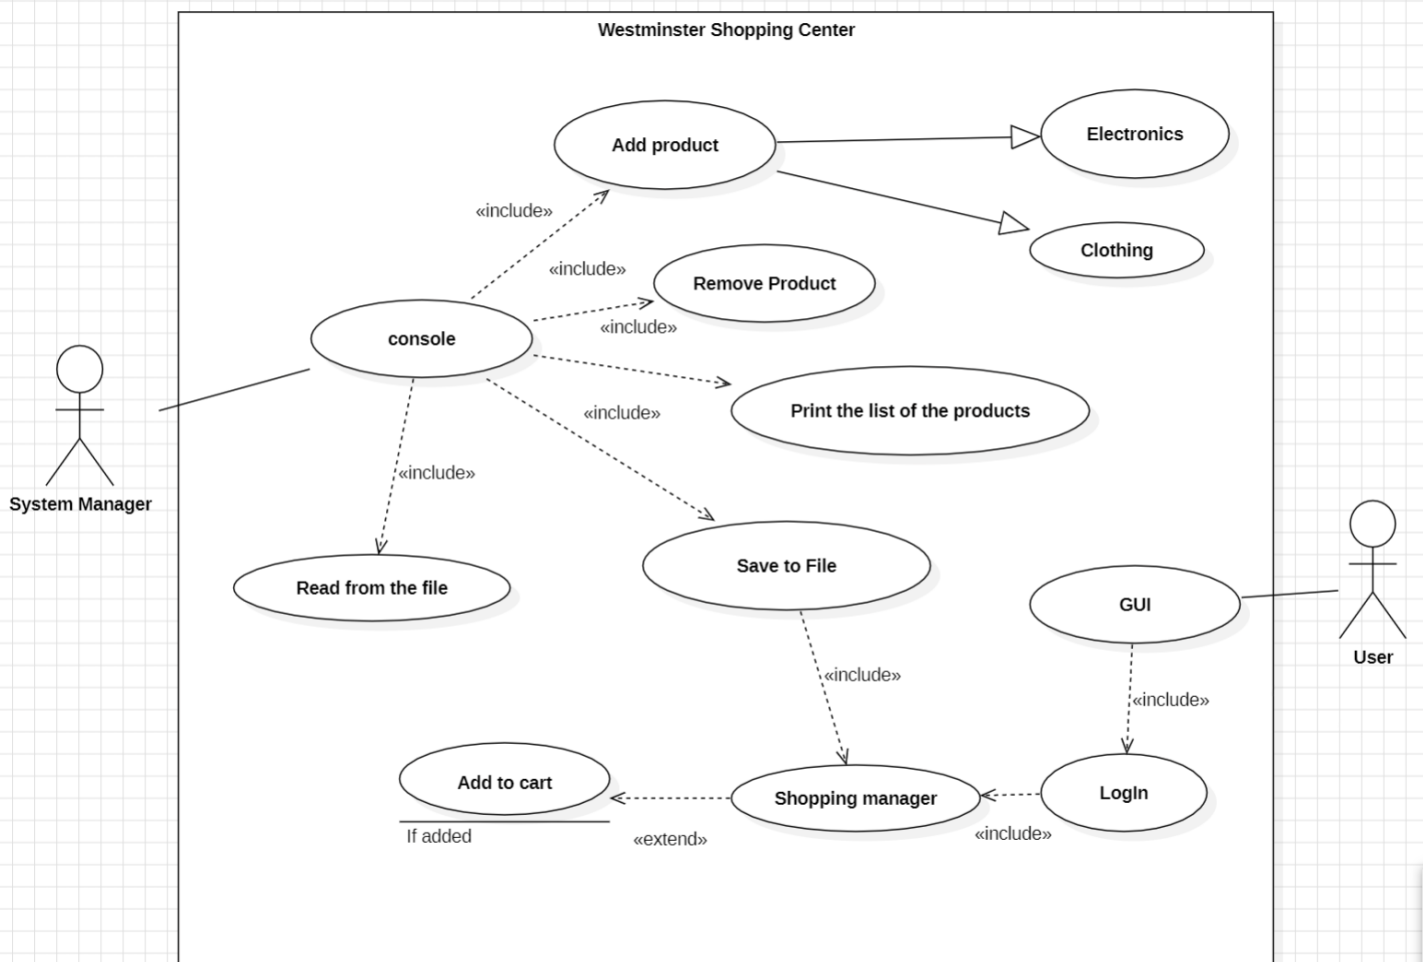 Westminster Shopping Center
Electronics
Add product
«include»
Clothing
«include»
Remove Product
«include»
console
Print the list of the products
«include»
«include»
System Manager
Save to File
Read from the file
GUI
User
«include»
«include»
Add to cart
Shopping manager
LogIn
If added
«extend»
«include»